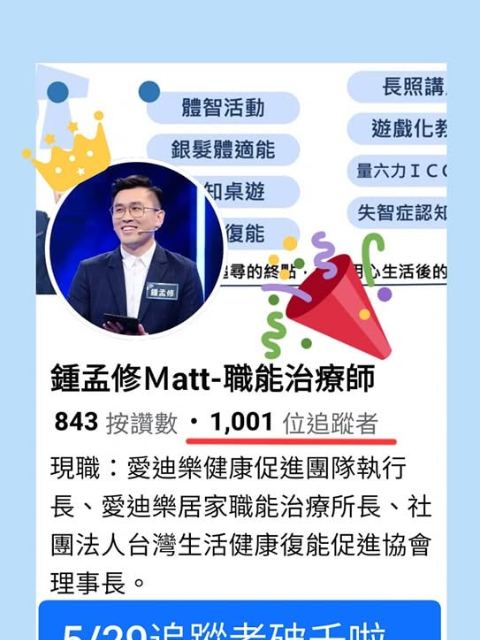 體智活動
銀髮體適能
知桌遊
復能
長照講
遊戲化教
量六力ICC
失智症認知
尋的終點.
心生活後的
鍾孟修
鍾孟修Matt-職能治療師
843 按讚數 · 1,001 位追蹤者
現職：愛迪樂健康促進團隊執行
長、愛迪樂居家職能治療所長、社
團法人台灣生活健康復能促進協會
理事長。
5/29追蹤者破千啦